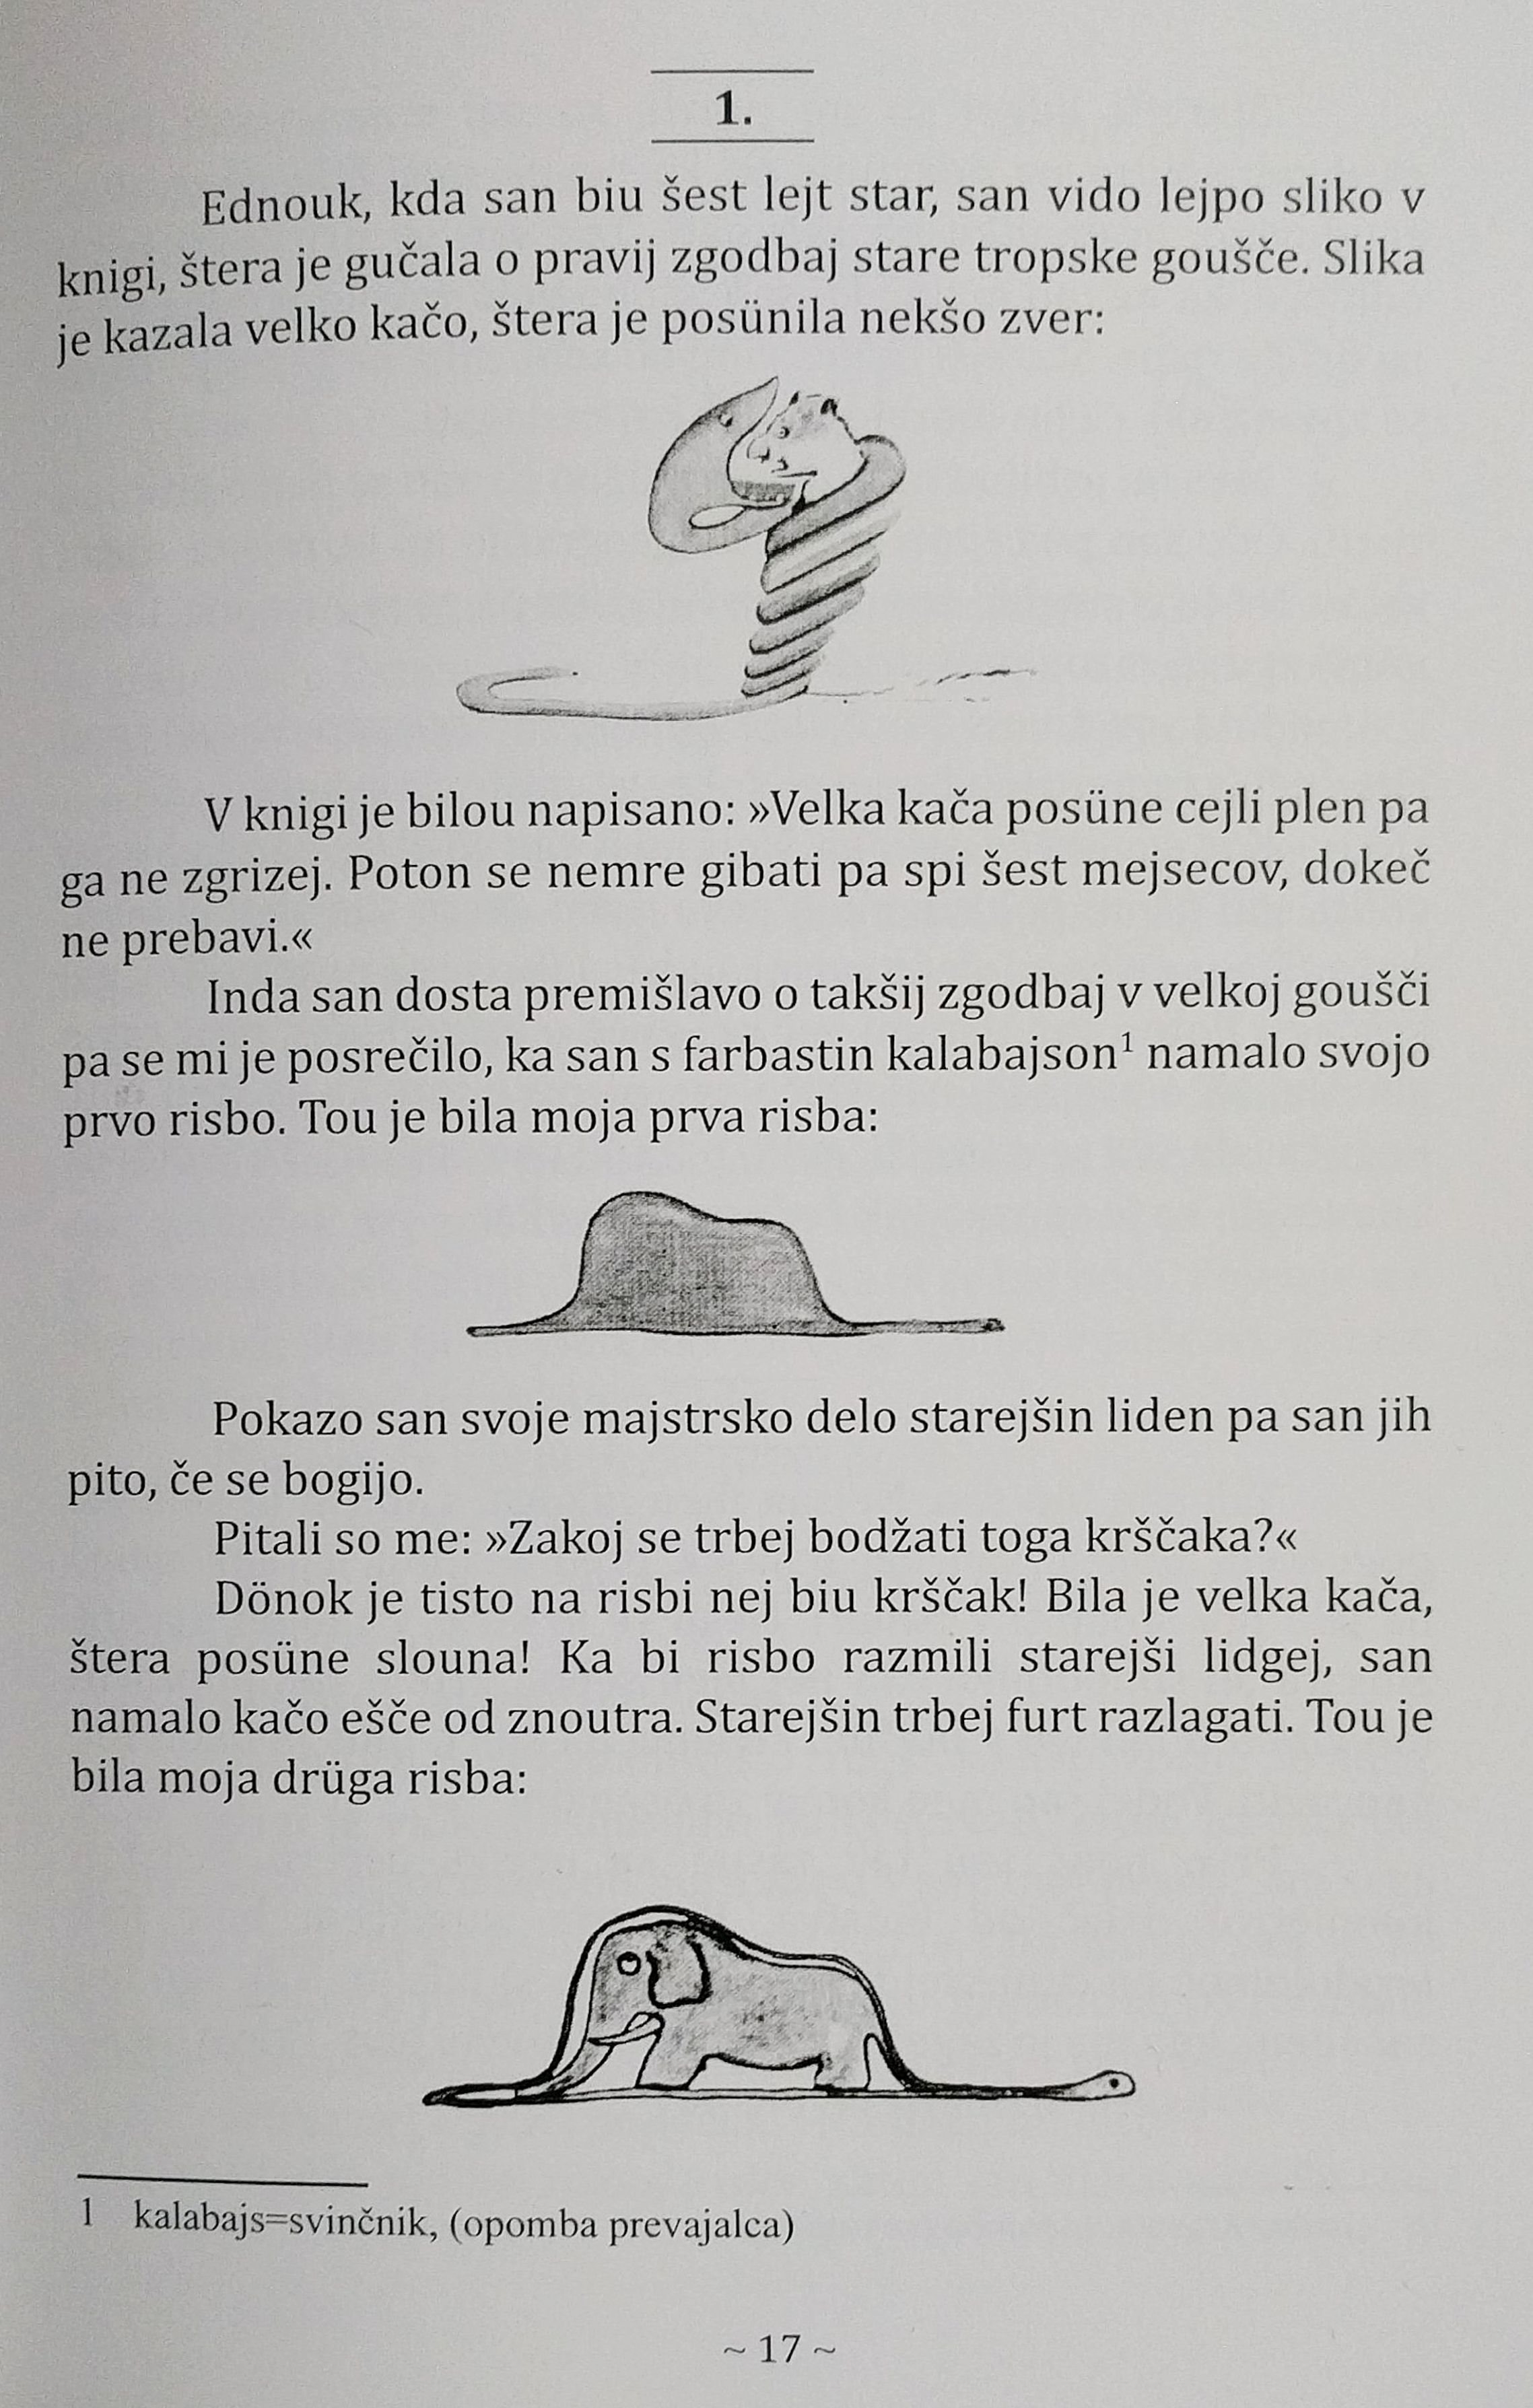 1.
Ednouk, kda san biu šest lejt star, san vido lejpo sliko v
knigi, štera je gučala o pravij zgodbaj stare tropske goušče. Slika
je kazala velko kačo, štera je posünila nekšo zver:
V knigi je bilou napisano: »Velka kača posüne cejli plen pa
ga ne zgrizej. Poton se nemre gibati pa spi šest mejsecov, dokeč
ne prebavi.«
Inda san dosta premišlavo o takšij zgodbaj v velkoj goušči
pa se mi je posrečilo, ka san s farbastin kalabajson¹ namalo svojo
prvo risbo. Tou je bila moja prva risba:
Pokazo san svoje majstrsko delo starejšin liden pa san jih
pito, če se bogijo.
Pitali so me: »Zakoj se trbej bodžati toga krščaka?«
Dönok je tisto na risbi nej biu krščak! Bila je velka kača,
štera posüne slouna! Ka bi risbo razmili starejši lidgej, san
namalo kačo ešče od znoutra. Starejšin trbej furt razlagati. Tou je
bila moja drüga risba:
1 kalabajs=svinčnik, (opomba prevajalca)
~ 17 ~